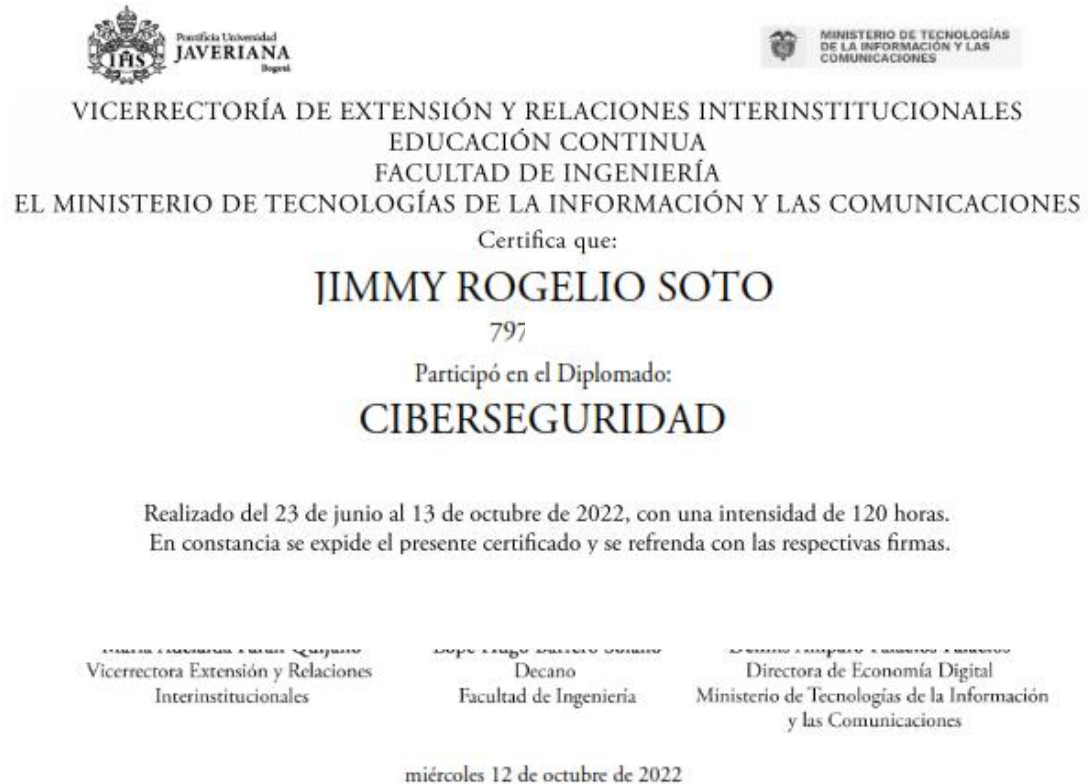 Pontificia Universidad
JAVERIANA
Bogotá
MINISTERIO DE TECNOLOGÍAS
DE LA INFORMACIÓN Y LAS
COMUNICACIONES
VICERRECTORÍA DE EXTENSIÓN Y RELACIONES INTERINSTITUCIONALES
EDUCACIÓN CONTINUA
FACULTAD DE INGENIERÍA
EL MINISTERIO DE TECNOLOGÍAS DE LA INFORMACIÓN Y LAS COMUNICACIONES
Certifica que:
JIMMY ROGELIO SOTO
797
Participó en el Diplomado:
CIBERSEGURIDAD
Realizado del 23 de junio al 13 de octubre de 2022, con una intensidad de 120 horas.
En constancia se expide el presente certificado y se refrenda con las respectivas firmas.
Vicerrectora Extensión y Relaciones
Interinstitucionales
Decano
Facultad de Ingeniería
Directora de Economía Digital
Ministerio de Tecnologías de la Información
y las Comunicaciones
miércoles 12 de octubre de 2022